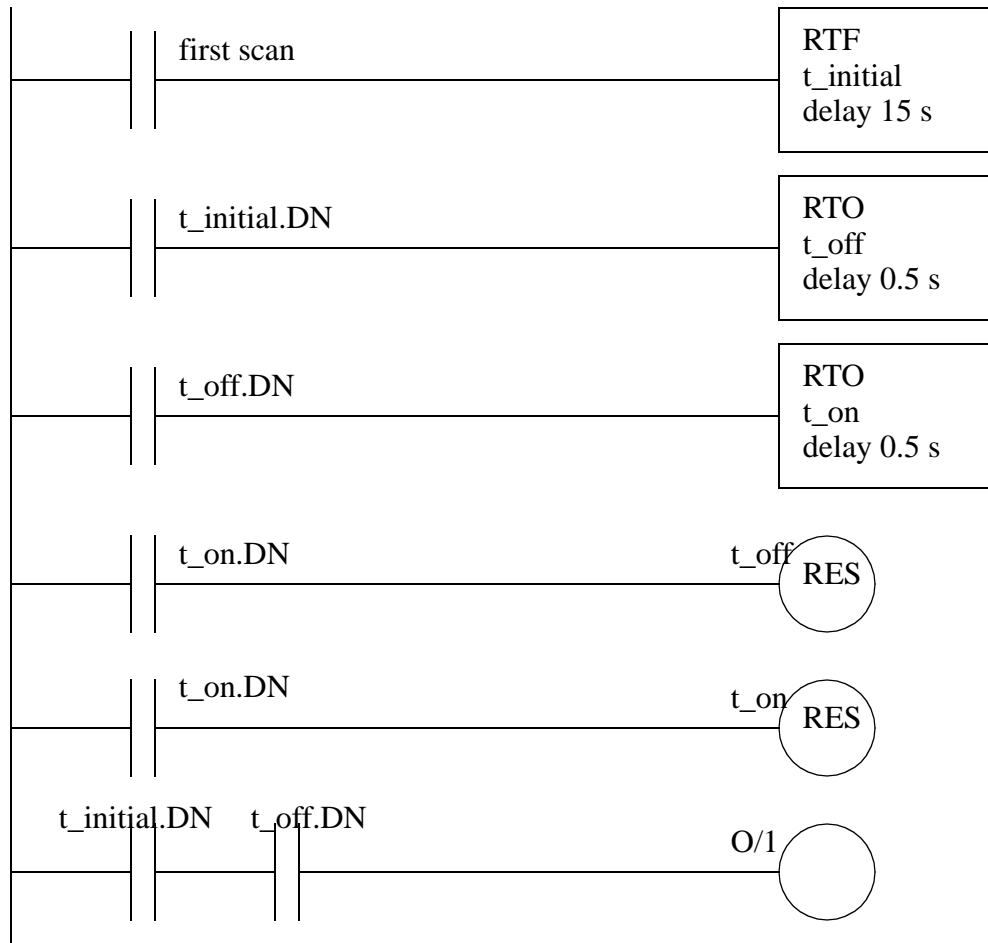 first scan
RTF
t_initial
delay 15 s
t_initial.DN
RTO
t_off
delay 0.5 s
t_off.DN
RTO
t_on
delay 0.5 s
t_on.DN
t_off
RES
t_on.DN
t_on
RES
t_initial.DN
t_off.DN
O/1